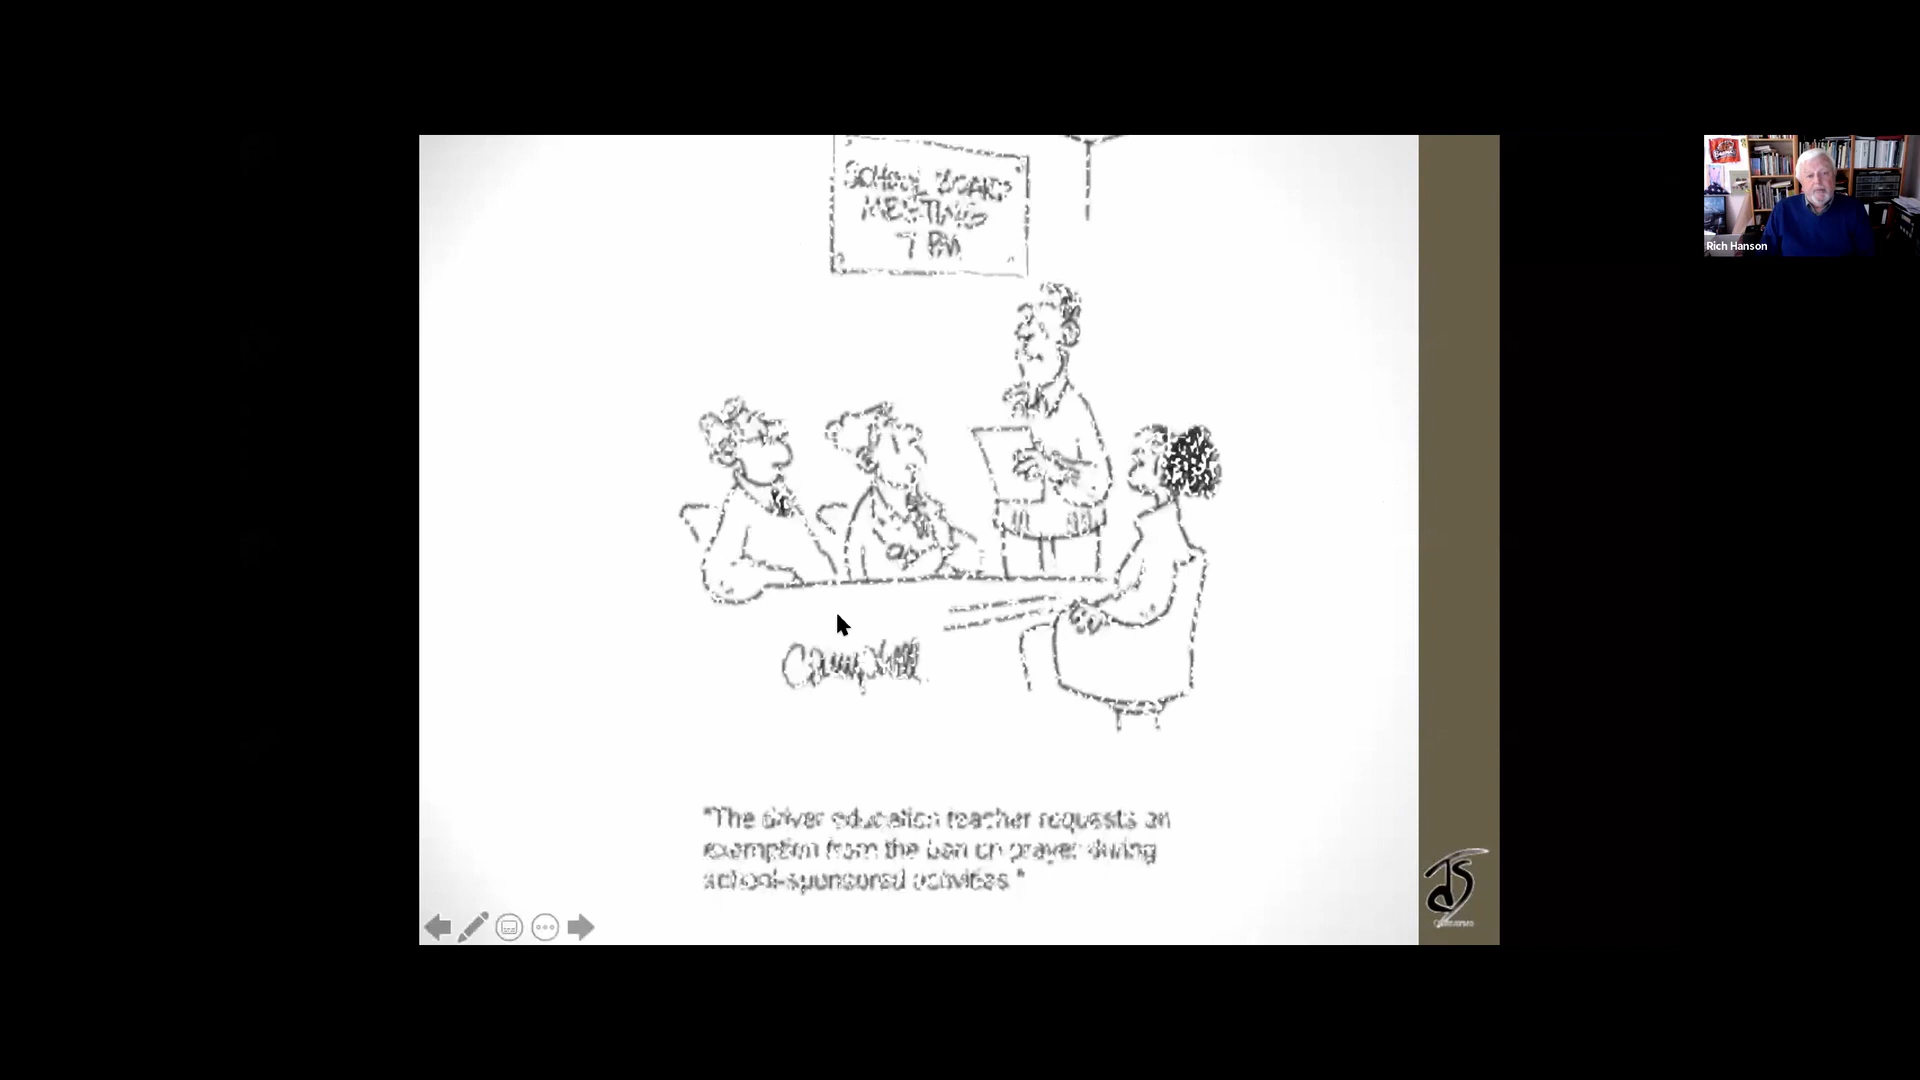 SCHOOL BOARD
MEETING
7 PM
Campbell
"The driver education teacher requests an
exemption from the ban on prayer during
school-sponsored activities."
Rich Hanson